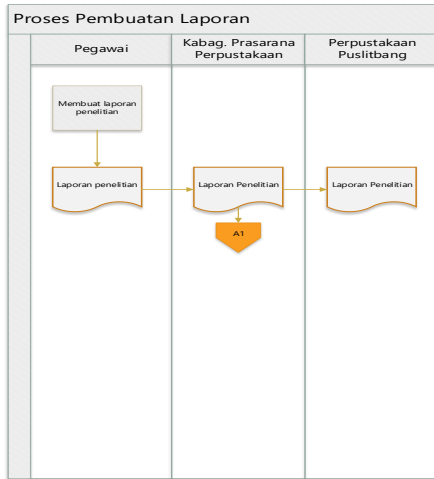 Proses Pembuatan Laporan
Pegawai
Kabag. Prasarana
Perpustakaan
Perpustakaan
Puslitbang
Membuat laporan
penelitian
Laporan penelitian
Laporan Penelitian
Laporan Penelitian
A1